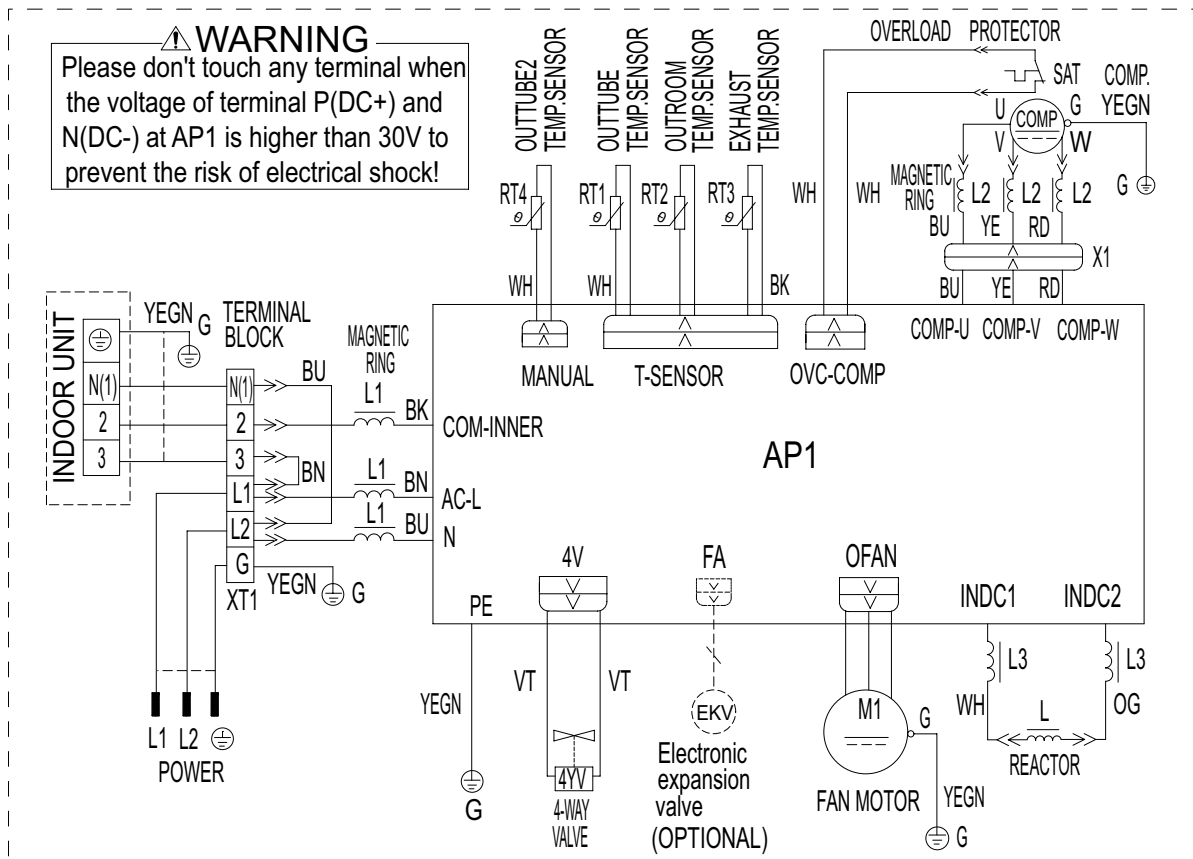 WARNING
Please don't touch any terminal when
the voltage of terminal P(DC+) and
N(DC-) at AP1 is higher than 30V to
prevent the risk of electrical shock!
OUTTUBE2
TEMP.SENSOR
OUTTUBE
TEMP.SENSOR
OUTROOM
TEMP.SENSOR
EXHAUST
TEMP.SENSOR
OVERLOAD PROTECTOR
SAT
COMP.
YEGN
U COMP G
V W
RT4 RT1 RT2 RT3
θ θ θ θ
WH WH
MAGNETIC
RING
L2 L2 L2
G
BU YE RD
X1
WH WH BK
BU YE RD
COMP-U COMP-V COMP-W
MANUAL T-SENSOR OVC-COMP
INDOOR UNIT
YEGN G
TERMINAL
BLOCK
MAGNETIC
RING
N(1) N(1) BU
L1
2 2 BK COM-INNER
3 3 BN
AP1
L1
L1 BN AC-L
L1
L2 BU N
G YEGN G
XT1
L1 L2
POWER
PE 4V FA OFAN INDC1 INDC2
YEGN
G
VT VT
4YV
4-WAY
VALVE
EKV
Electronic
expansion
valve
(OPTIONAL)
M1 G
FAN MOTOR
YEGN
G
L3 L3
WH L OG
REACTOR